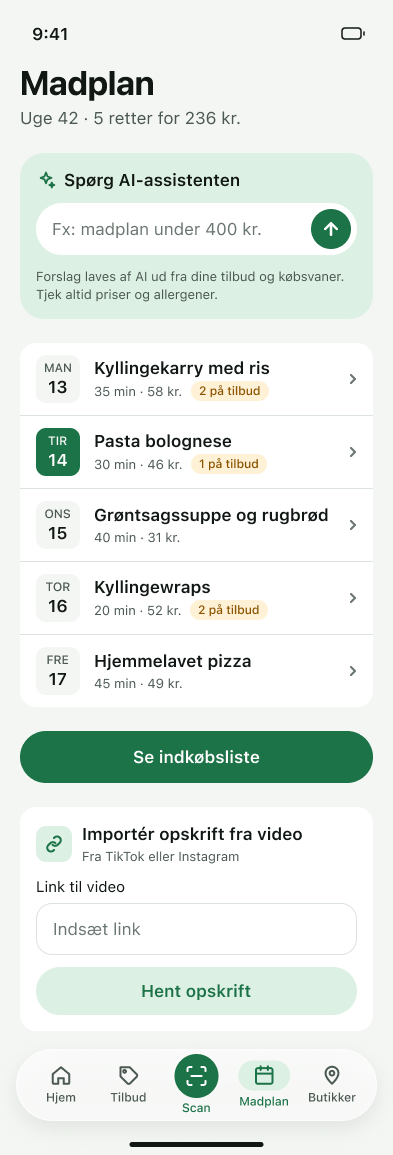 9:41
Madplan
Uge 42 · 5 retter for 236 kr.
Spørg AI-assistenten
Fx: madplan under 400 kr.
Forslag laves af AI ud fra dine tilbud og købsvaner.
Tjek altid priser og allergener.
MAN
13
Kyllingekarry med ris
35 min · 58 kr.
2 på tilbud
TIR
14
Pasta bolognese
30 min · 46 kr.
1 på tilbud
ONS
15
Grøntsagssuppe og rugbrød
40 min · 31 kr.
TOR
16
Kyllingewraps
20 min · 52 kr.
2 på tilbud
FRE
17
Hjemmelavet pizza
45 min · 49 kr.
Se indkøbsliste
Importér opskrift fra video
Fra TikTok eller Instagram
Link til video
Indsæt link
Hent opskrift
Hjem
Tilbud
Scan
Madplan
Butikker